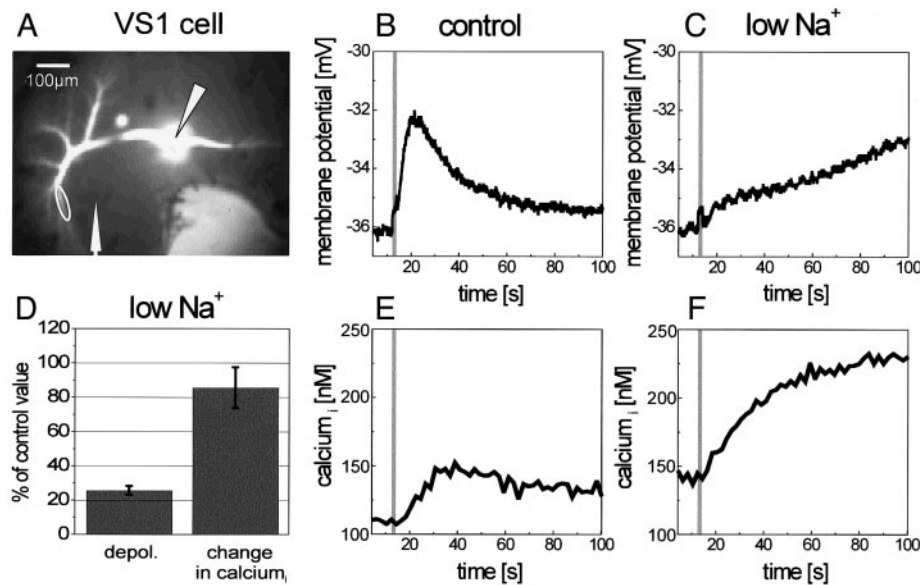 A VS1 cell
100µm
B control
membrane potential [mV]
-30
-32
-34
-36
20 40 60 80 100
time [s]
C low Na⁺
membrane potential [mV]
-30
-32
-34
-36
20 40 60 80 100
time [s]
D low Na⁺
% of control value
120
100
80
60
40
20
0
depol.
change
in calciumᵢ
E
calcium ᵢ [nM]
250
200
150
100
20 40 60 80 100
time [s]
F
calcium ᵢ [nM]
250
200
150
100
20 40 60 80 100
time [s]